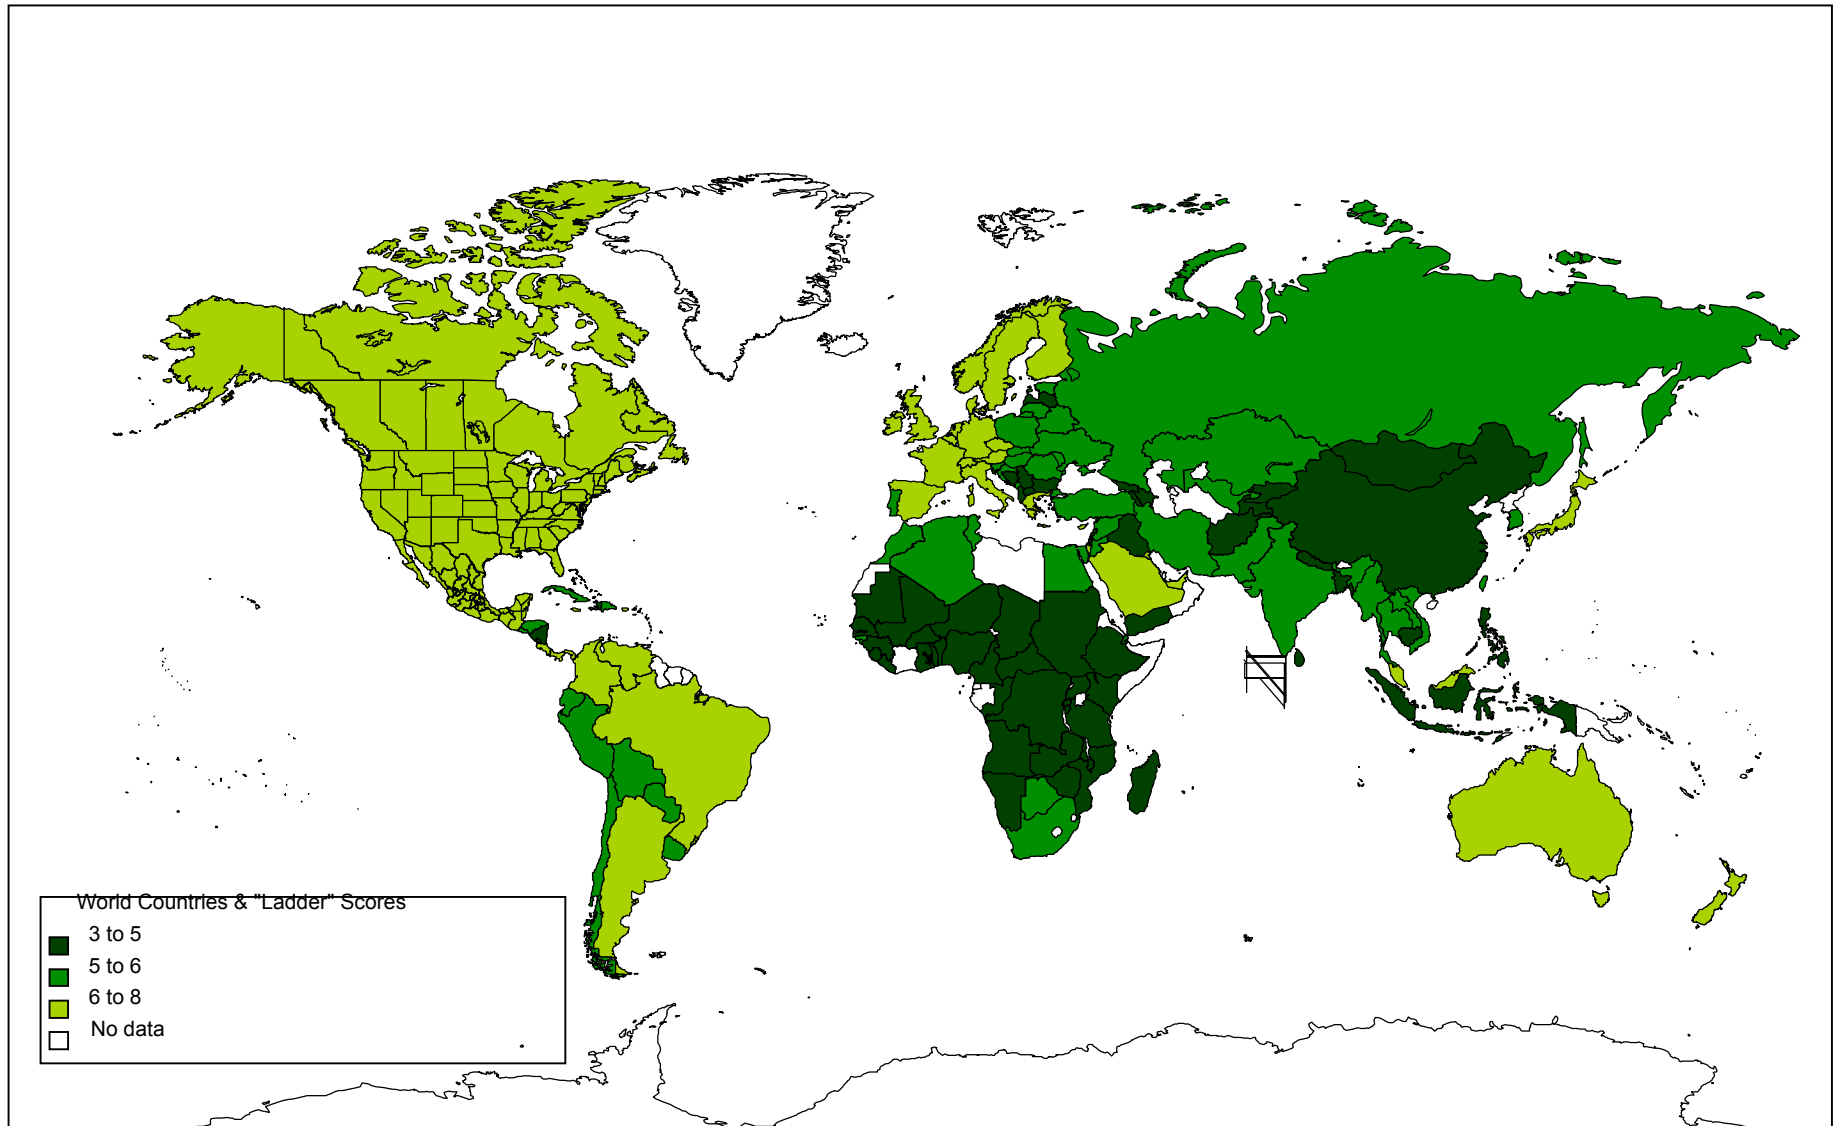 World Countries & "Ladder" Scores
3 to 5
5 to 6
6 to 8
No data